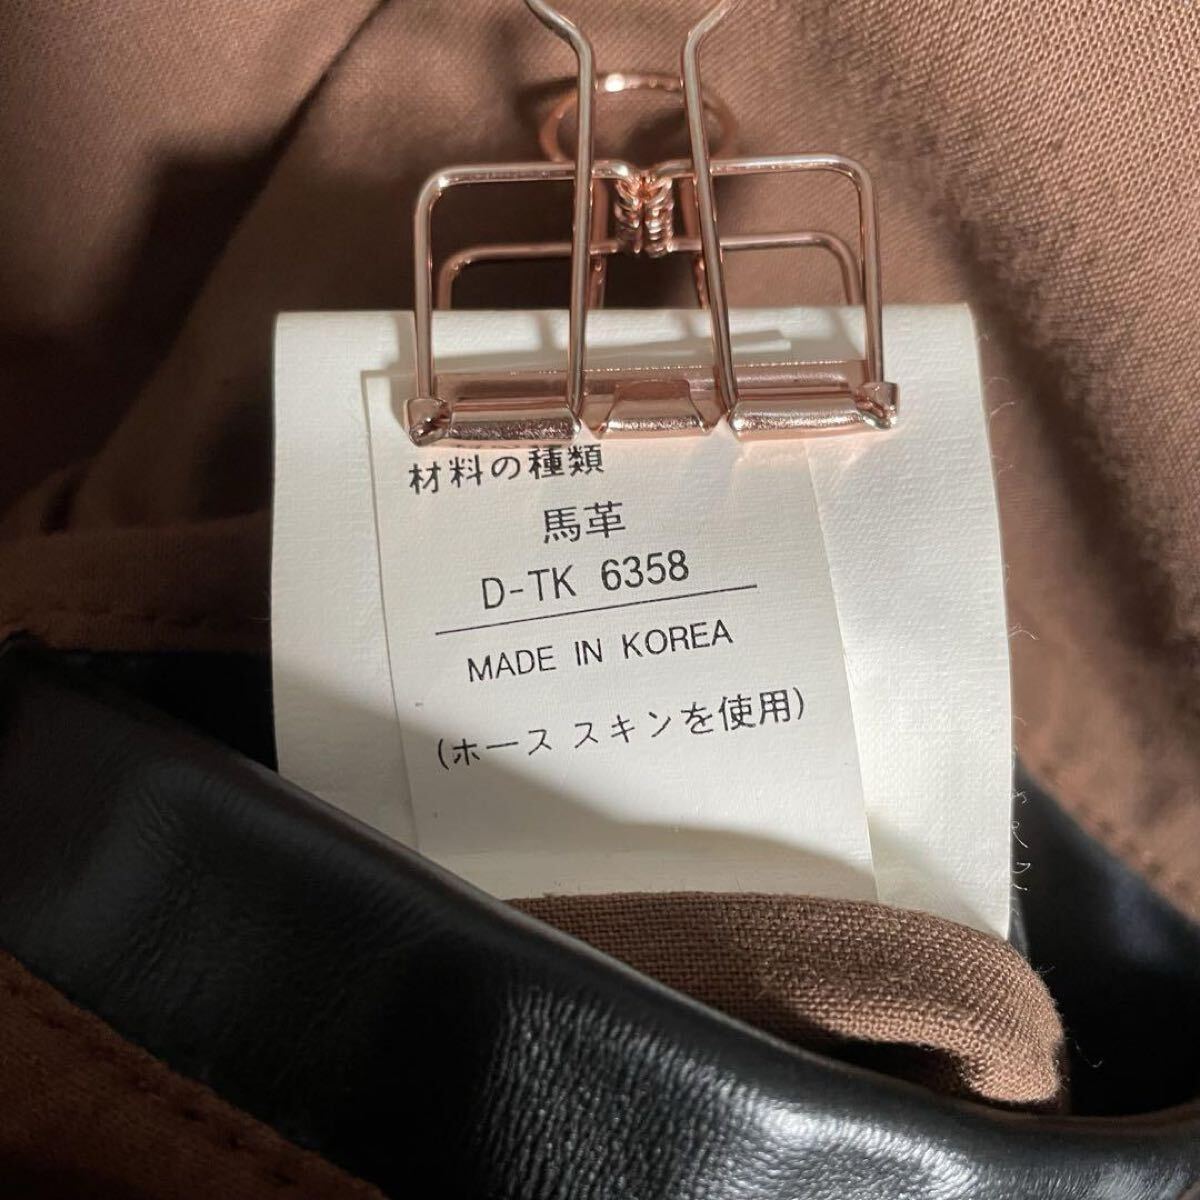 材料の種類
馬革
D-TK 6358
MADE IN KOREA
(ホース スキンを使用)